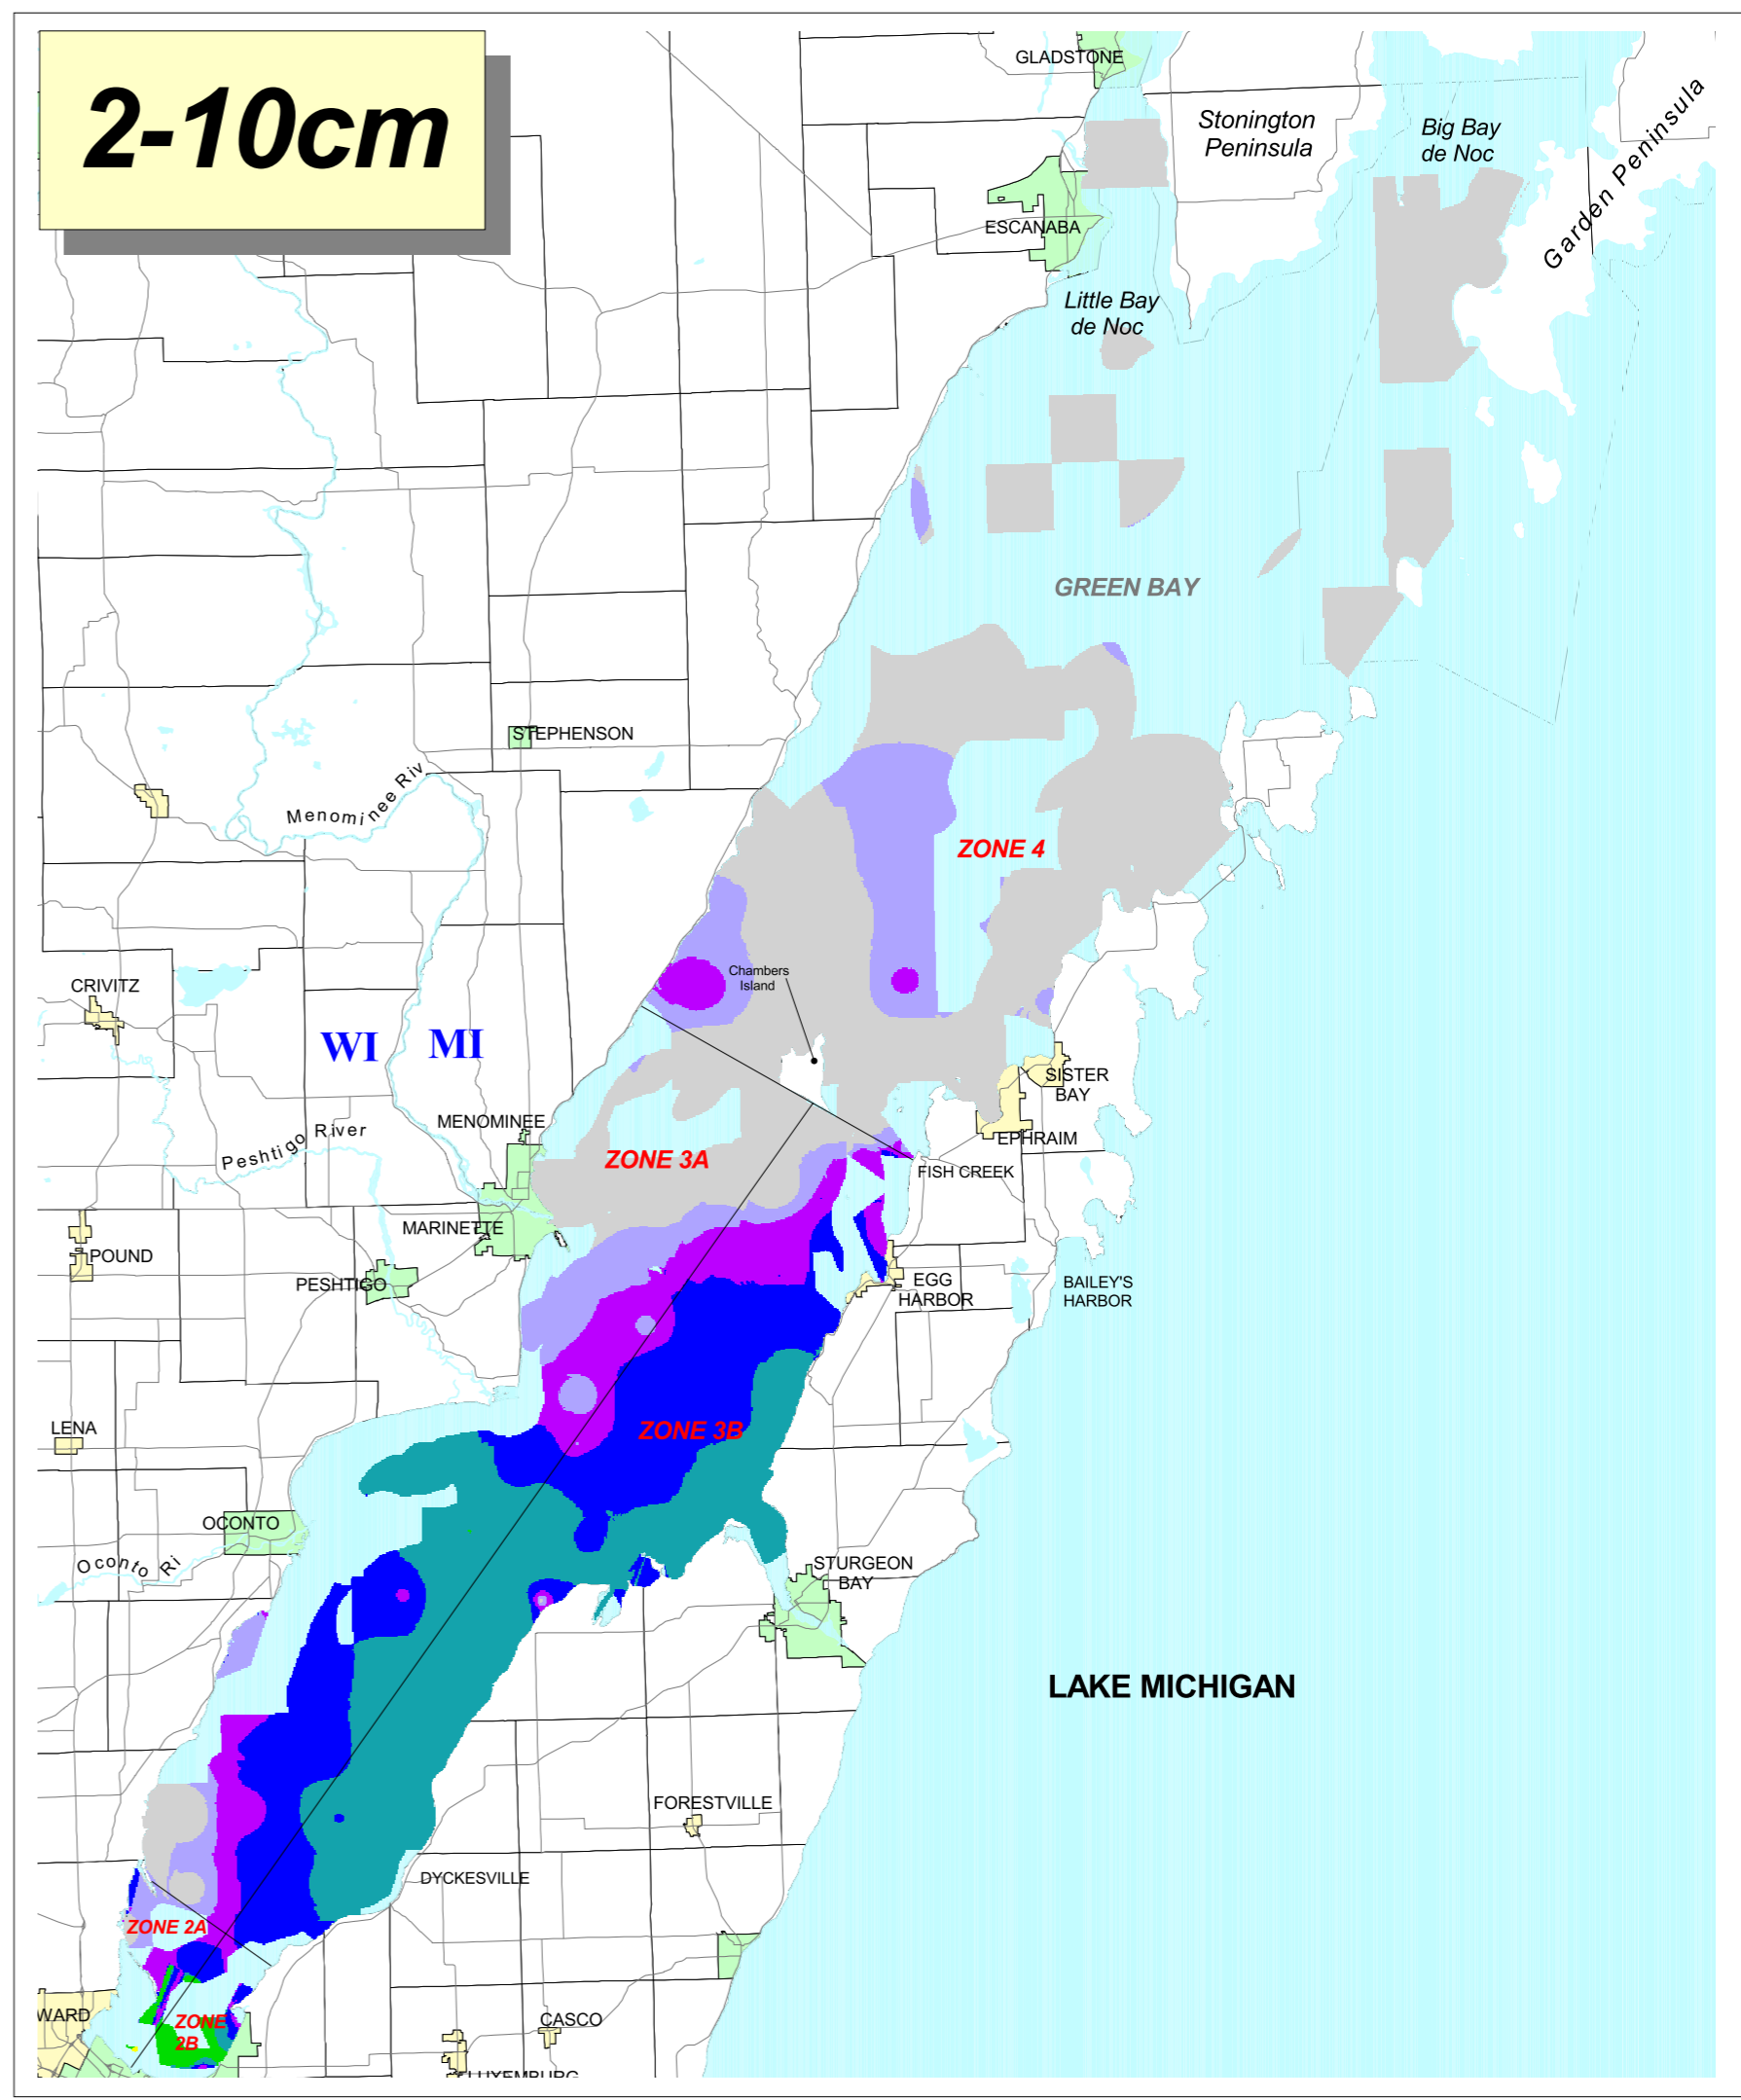 2-10cm
GLADSTONE
Stonington
Peninsula
Big Bay
de Noc
Garden Peninsula
ESCANABA
Little Bay
de Noc
GREEN BAY
STEPHENSON
Menominee Riv
ZONE 4
Chambers
Island
CRIVITZ
WI
MI
SISTER
BAY
MENOMINEE
EPHRAIM
Peshtigo River
ZONE 3A
FISH CREEK
MARINETTE
POUND
PESHTIGO
EGG
HARBOR
BAILEY'S
HARBOR
LENA
ZONE 3B
OCONTO
Oconto Ri
STURGEON
BAY
LAKE MICHIGAN
FORESTVILLE
DYCKESVILLE
ZONE 2A
WARD
ZONE
2B
CASCO
LUXEMBURG